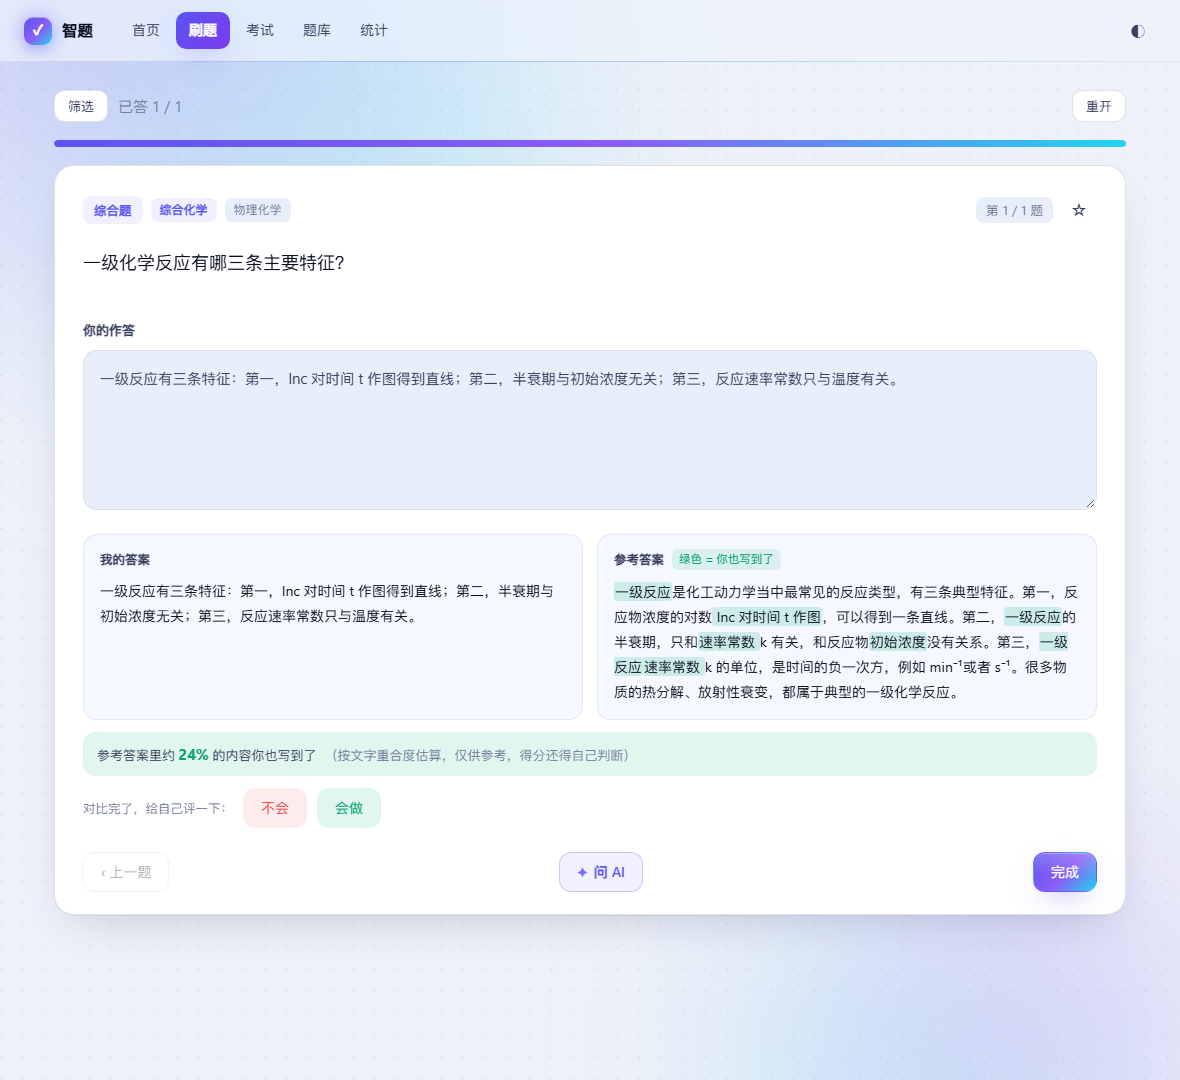 智题 首页 刷题 考试 题库 统计
筛选 已答 1 / 1 重开
综合题 综合化学 物理化学 第 1 / 1 题
一级化学反应有哪三条主要特征?
你的作答
一级反应有三条特征：第一，lnc 对时间 t 作图得到直线；第二，半衰期与初始浓度无关；第三，反应速率常数只与温度有关。
我的答案
一级反应有三条特征：第一，lnc 对时间 t 作图得到直线；第二，半衰期与
初始浓度无关；第三，反应速率常数只与温度有关。
参考答案 绿色 = 你也写到了
一级反应是化工动力学当中最常见的反应类型，有三条典型特征。第一，反
应物浓度的对数 lnc 对时间 t 作图，可以得到一条直线。第二，一级反应的
半衰期，只和速率常数 k 有关，和反应物初始浓度没有关系。第三，一级
反应速率常数 k 的单位，是时间的负一次方，例如 min⁻¹或者 s⁻¹。很多物
质的热分解、放射性衰变，都属于典型的一级化学反应。
参考答案里约 24% 的内容你也写到了 （按文字重合度估算，仅供参考，得分还得自己判断）
对比完了，给自己评一下： 不会 会做
‹ 上一题 ✦ 问 AI 完成